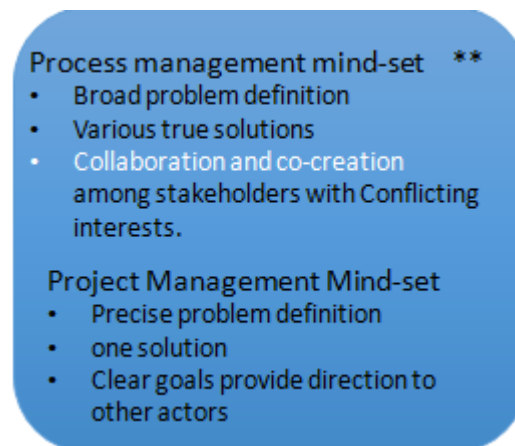 Process management mind-set **
• Broad problem definition
• Various true solutions
• Collaboration and co-creation
among stakeholders with Conflicting
interests.
Project Management Mind-set
• Precise problem definition
• one solution
• Clear goals provide direction to
other actors